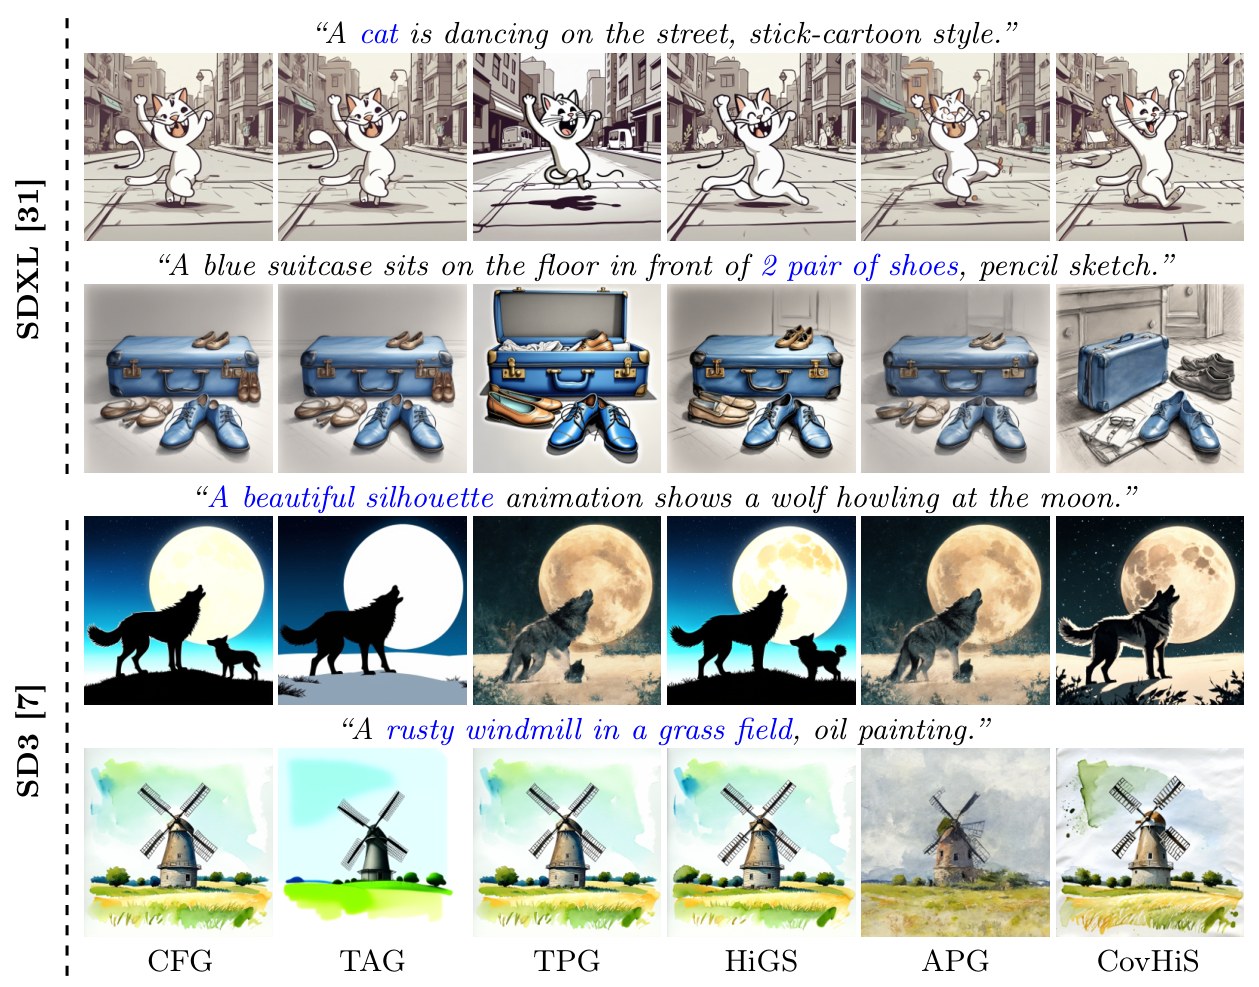 “A cat is dancing on the street, stick-cartoon style.”
SDXL [31]
“A blue suitcase sits on the floor in front of 2 pair of shoes, pencil sketch.”
“A beautiful silhouette animation shows a wolf howling at the moon.”
SD3 [7]
“A rusty windmill in a grass field, oil painting.”
CFG TAG TPG HiGS APG CovHiS